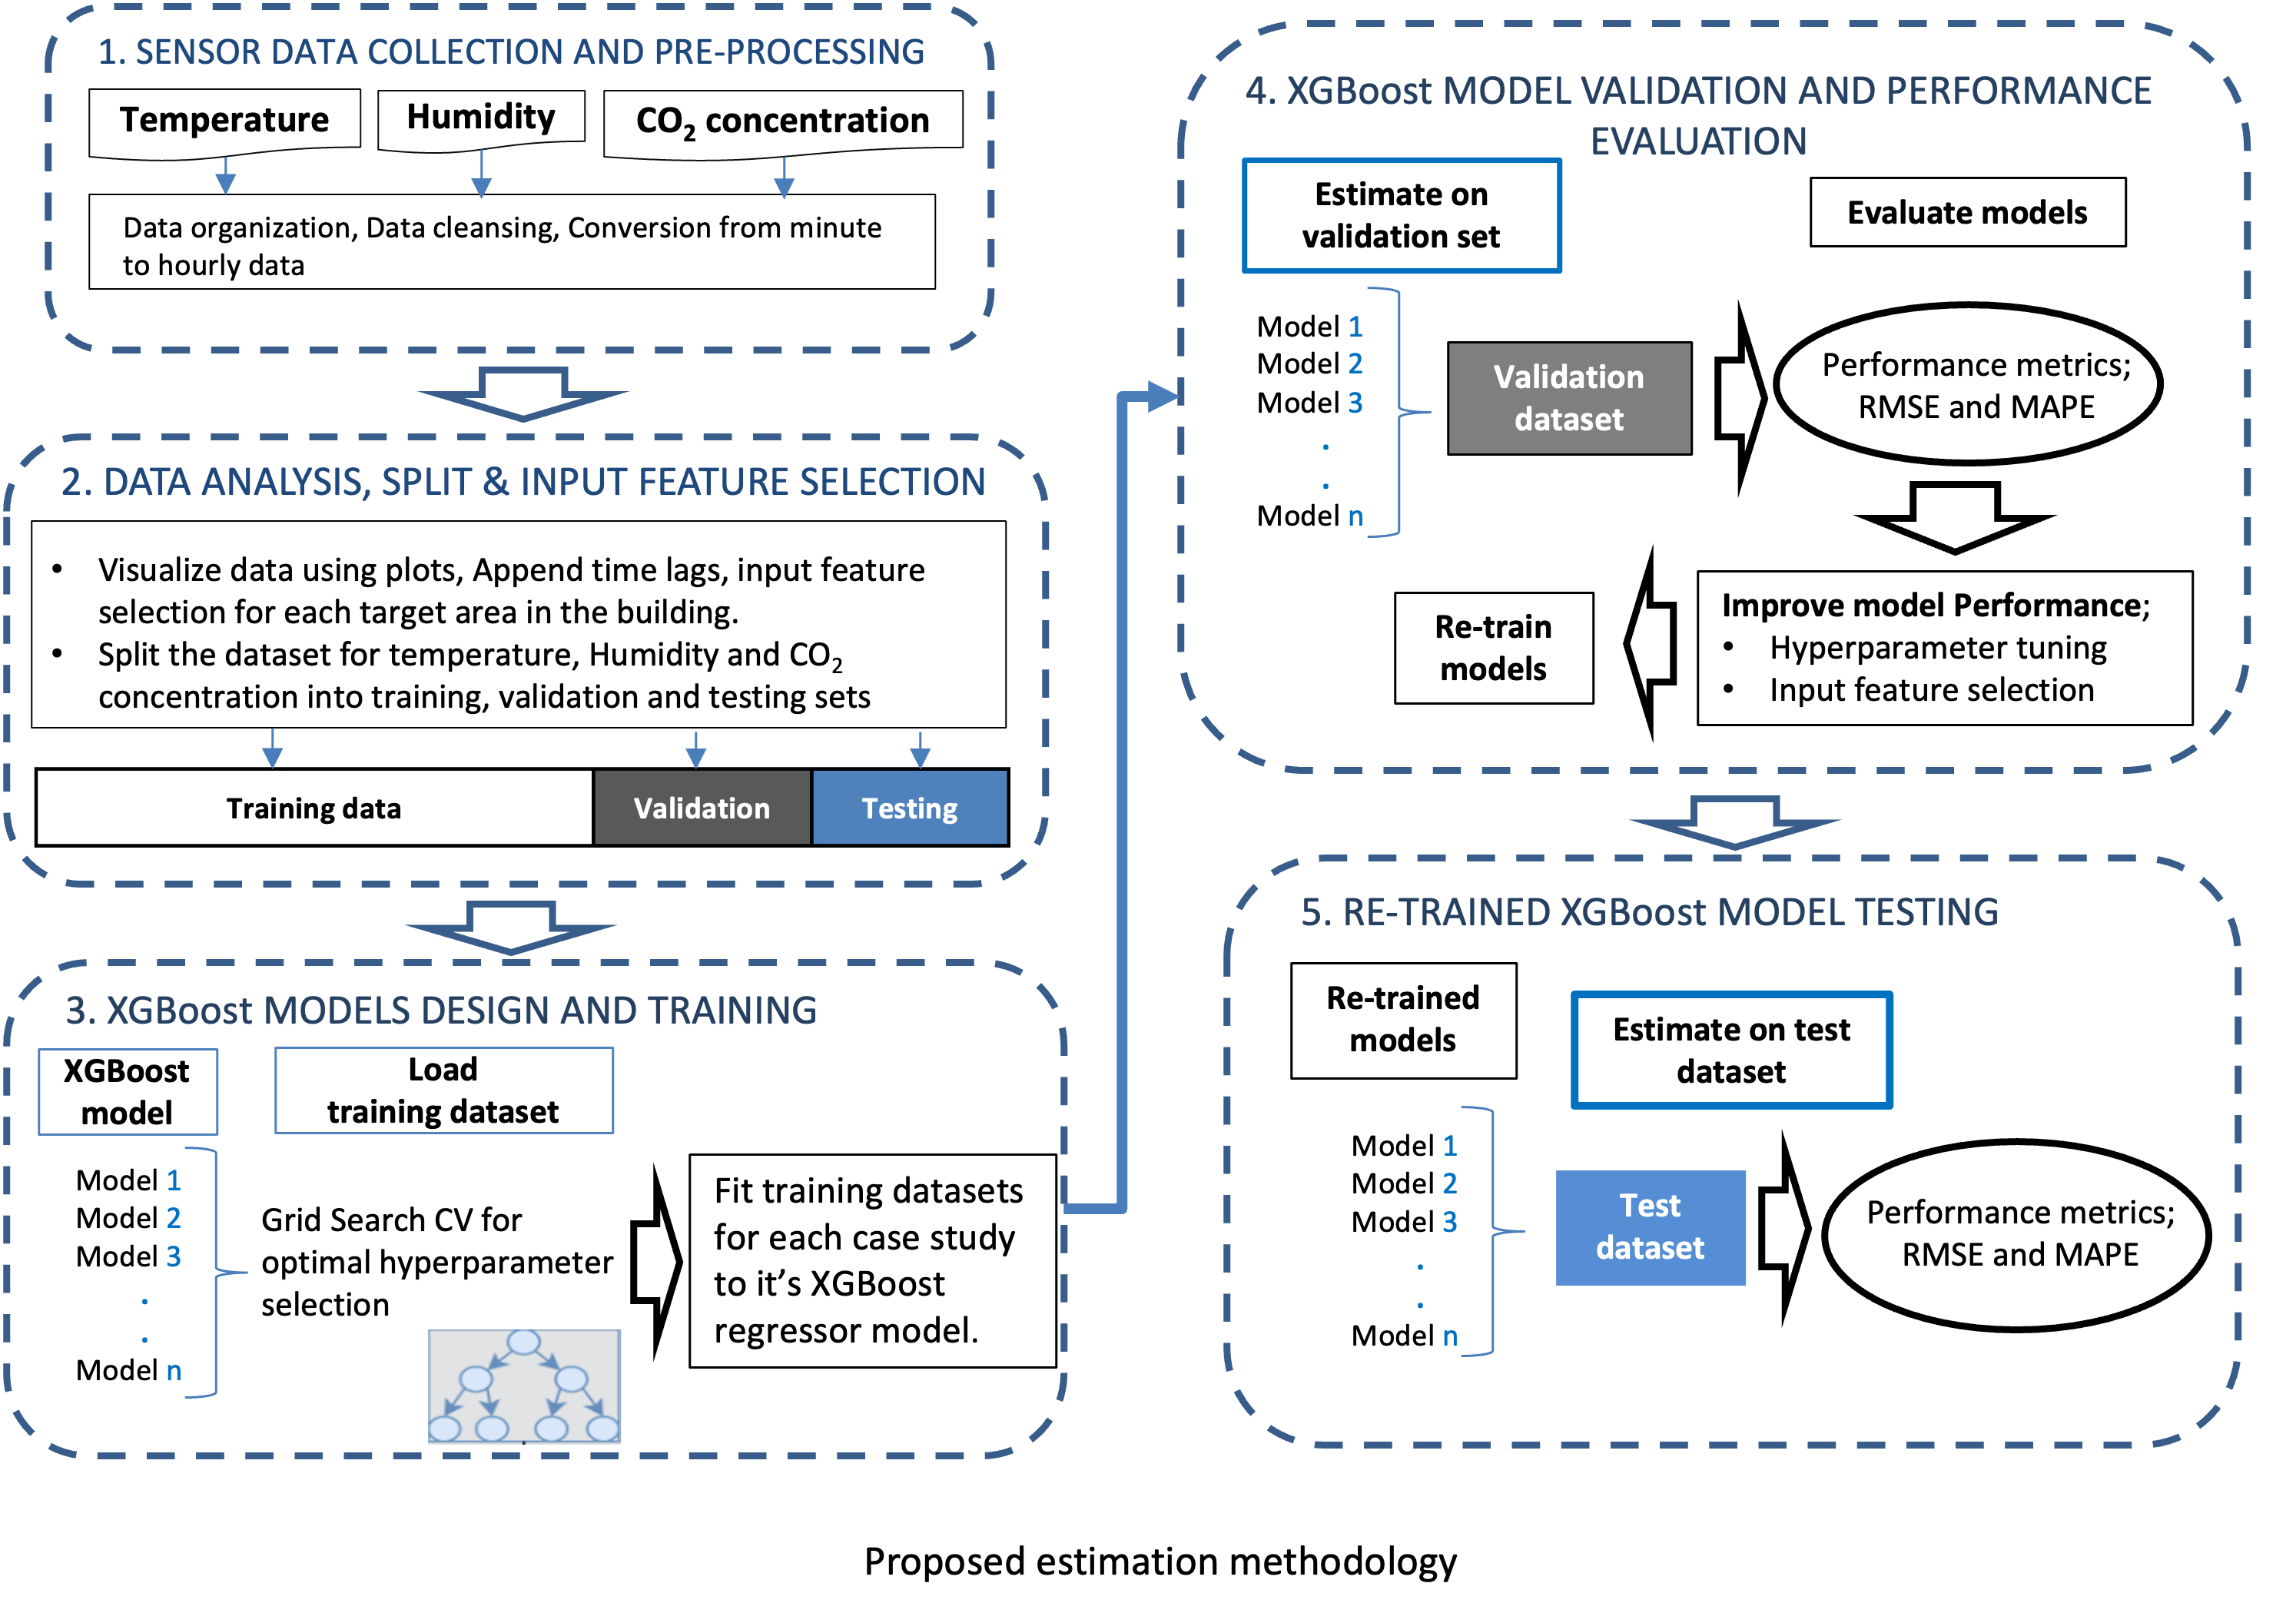 1. SENSOR DATA COLLECTION AND PRE-PROCESSING
Temperature
Humidity
CO₂ concentration
Data organization, Data cleansing, Conversion from minute
to hourly data
2. DATA ANALYSIS, SPLIT & INPUT FEATURE SELECTION
• Visualize data using plots, Append time lags, input feature
selection for each target area in the building.
• Split the dataset for temperature, Humidity and CO₂
concentration into training, validation and testing sets
Training data
Validation
Testing
3. XGBoost MODELS DESIGN AND TRAINING
XGBoost
model
Load
training dataset
Model 1
Model 2
Model 3
.
.
Model n
Grid Search CV for
optimal hyperparameter
selection
Fit training datasets
for each case study
to it's XGBoost
regressor model.
4. XGBoost MODEL VALIDATION AND PERFORMANCE
EVALUATION
Estimate on
validation set
Evaluate models
Model 1
Model 2
Model 3
.
.
Model n
Validation
dataset
Performance metrics;
RMSE and MAPE
Improve model Performance;
• Hyperparameter tuning
• Input feature selection
Re-train
models
5. RE-TRAINED XGBoost MODEL TESTING
Re-trained
models
Estimate on test
dataset
Model 1
Model 2
Model 3
.
.
Model n
Test
dataset
Performance metrics;
RMSE and MAPE
Proposed estimation methodology